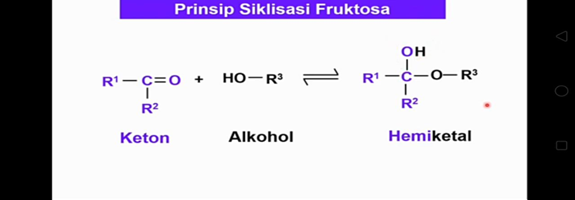 Prinsip Siklisasi Fruktosa
OH
R¹ — C = O + HO — R³ ⇌ R¹ — C — O — R³
R² R²
Keton Alkohol Hemiketal